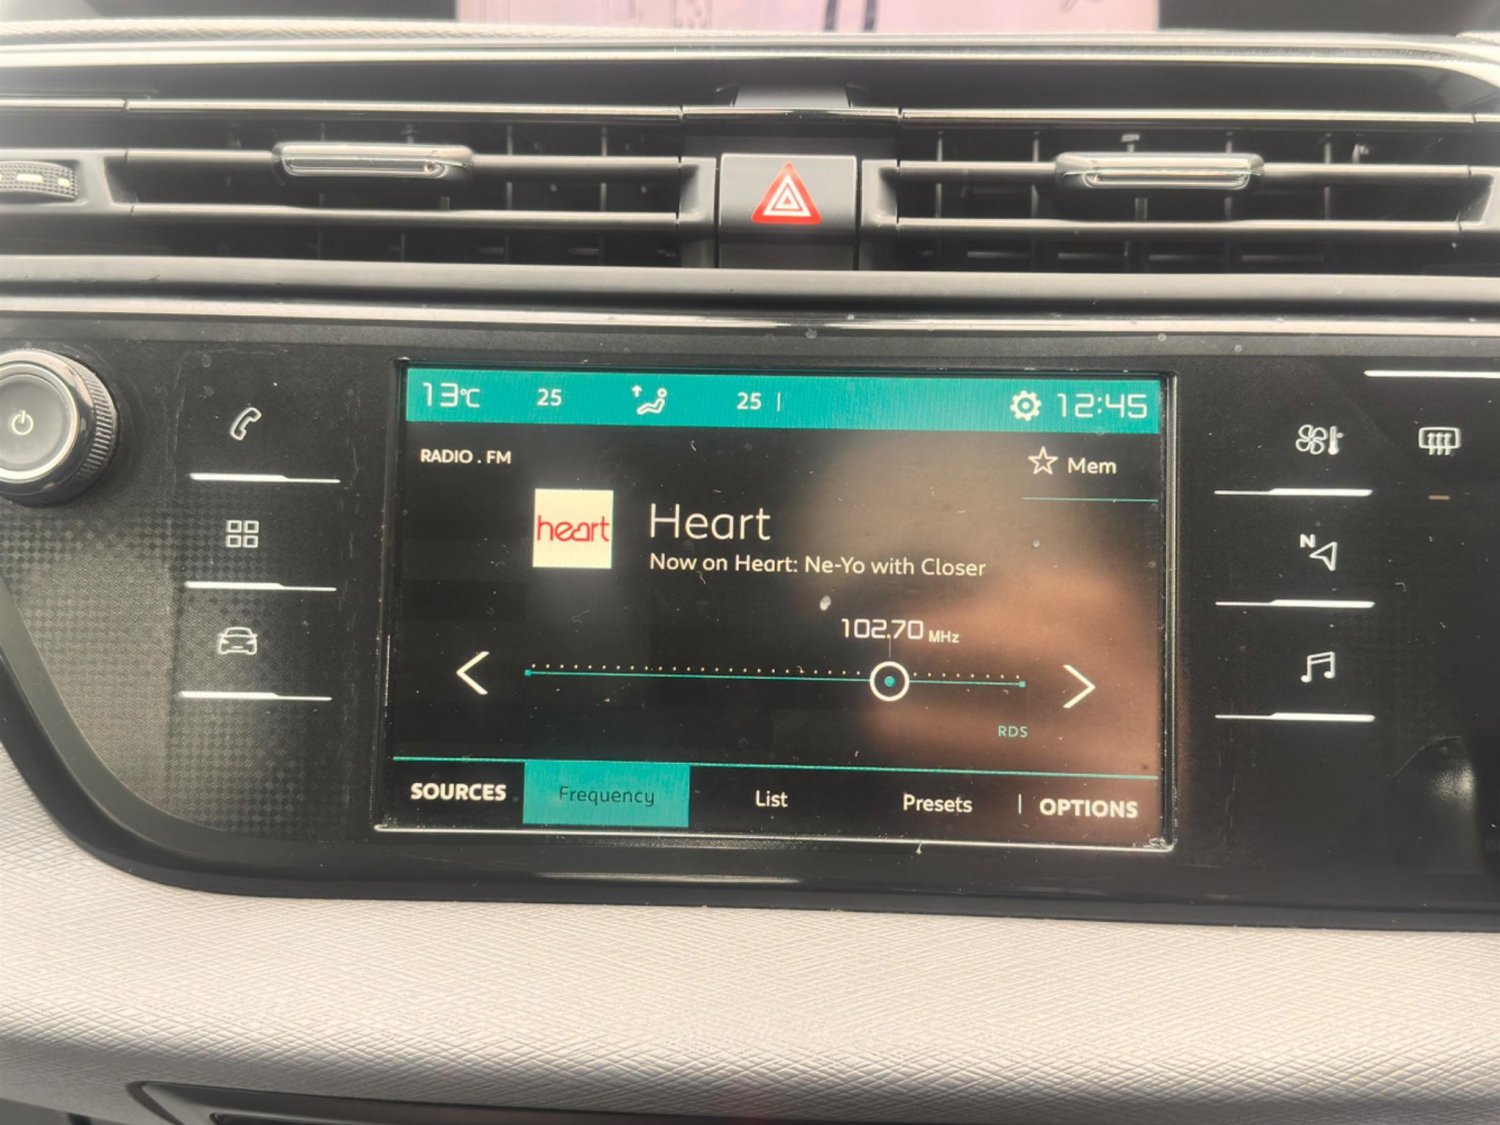 13°C 25 25 12:45
RADIO . FM
Mem
heart
Heart
Now on Heart: Ne-Yo with Closer
102.70 MHz
RDS
SOURCES Frequency List Presets OPTIONS
N